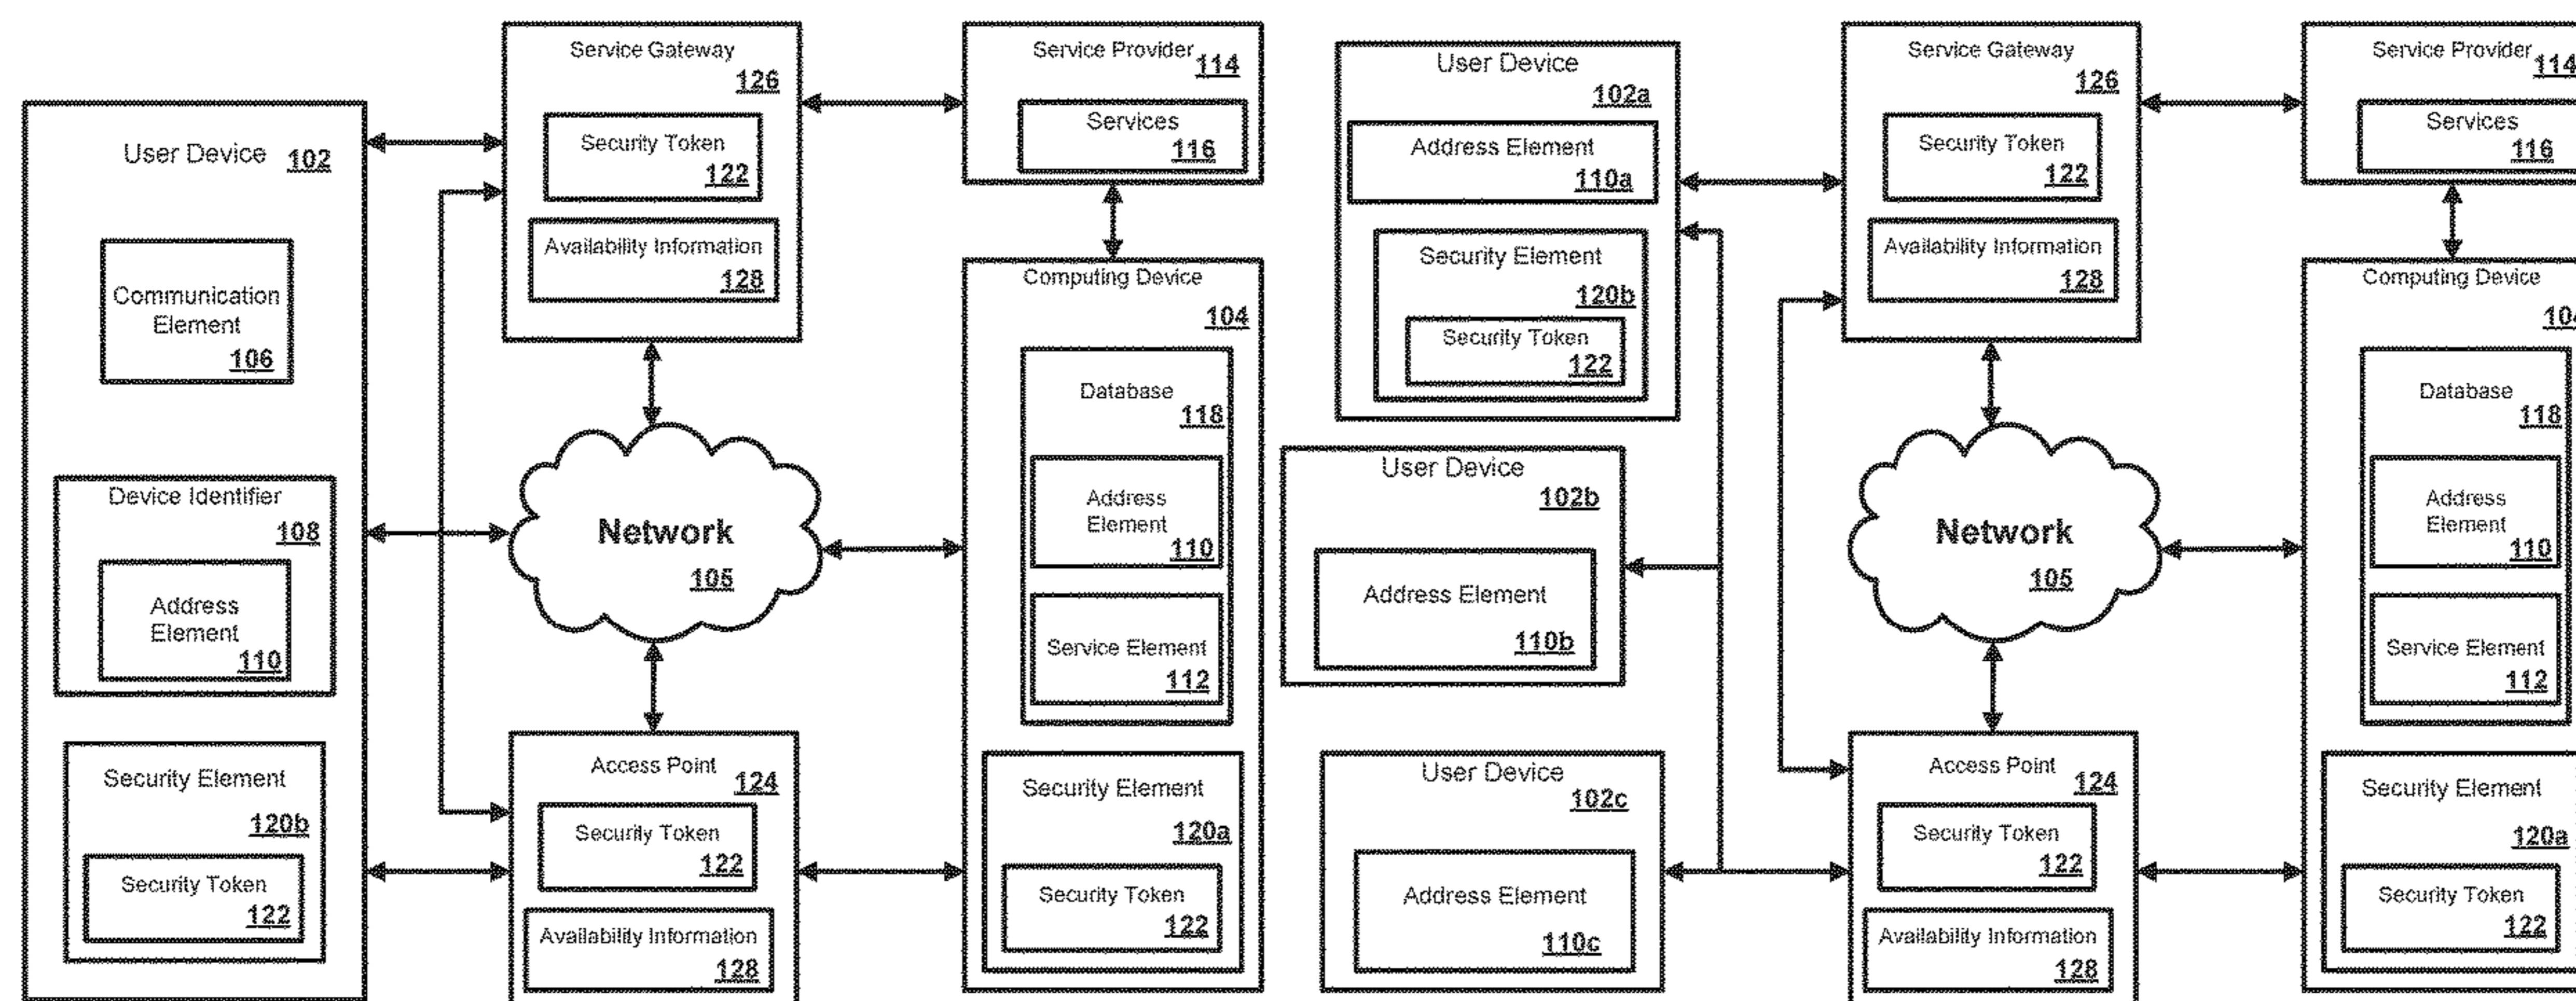 User Device 102
Communication
Element
106
Device Identifier
108
Address
Element
110
Security Element
120b
Security Token
122
Service Gateway
126
Security Token
122
Availability Information
128
Network
105
Access Point
124
Security Token
122
Availability Information
128
Service Provider
114
Services
116
Computing Device
104
Database
118
Address
Element
110
Service Element
112
Security Element
120a
Security Token
122
User Device
102a
Address Element
110a
Security Element
120b
Security Token
122
User Device
102b
Address Element
110b
User Device
102c
Address Element
110c
Service Gateway
126
Security Token
122
Availability Information
128
Network
105
Access Point
124
Security Token
122
Availability Information
128
Service Provider
114
Services
116
Computing Device
104
Database
118
Address
Element
110
Service Element
112
Security Element
120a
Security Token
122